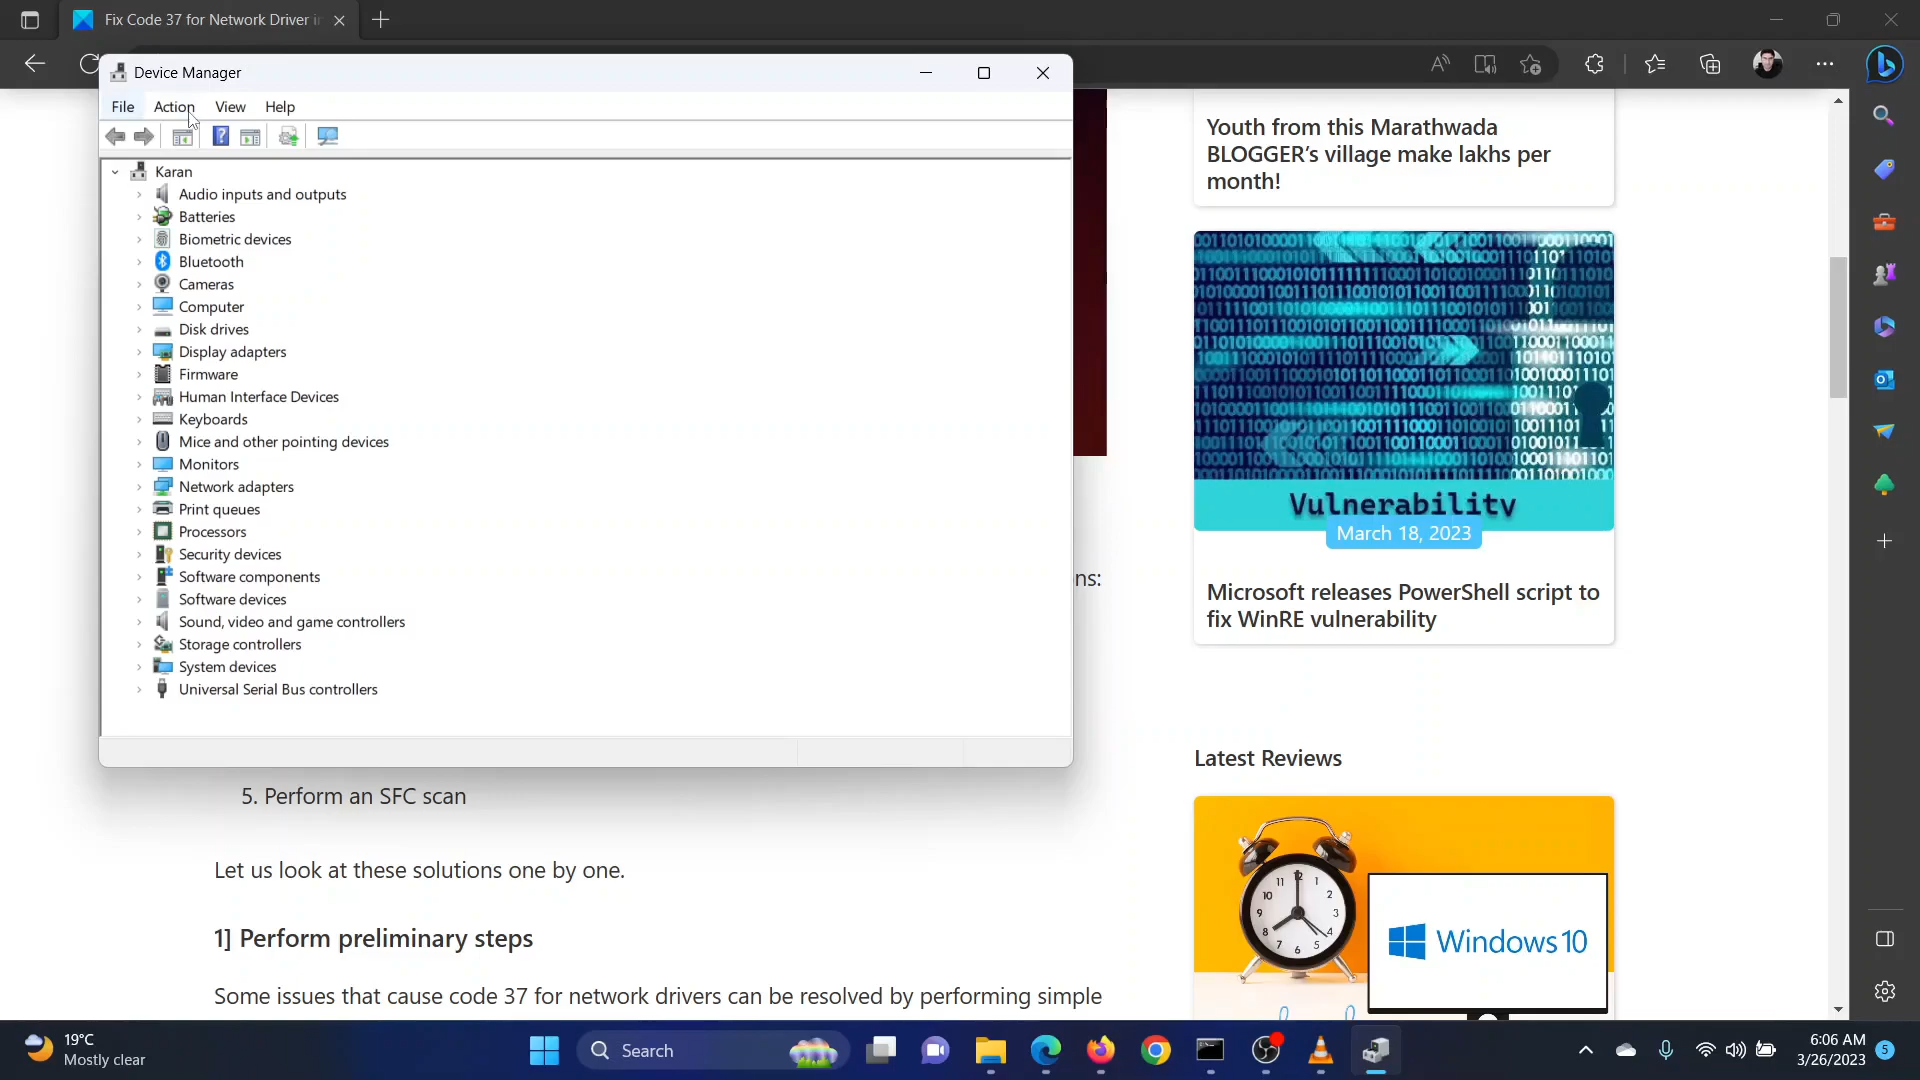 Fix Code 37 for Network Driver i
Device Manager
File Action View Help
Karan
Audio inputs and outputs
Batteries
Biometric devices
Bluetooth
Cameras
Computer
Disk drives
Display adapters
Firmware
Human Interface Devices
Keyboards
Mice and other pointing devices
Monitors
Network adapters
Print queues
Processors
Security devices
Software components
Software devices
Sound, video and game controllers
Storage controllers
System devices
Universal Serial Bus controllers
ns:
5. Perform an SFC scan
Let us look at these solutions one by one.
1] Perform preliminary steps
Some issues that cause code 37 for network drivers can be resolved by performing simple
Youth from this Marathwada
BLOGGER’s village make lakhs per
month!
Vulnerability
March 18, 2023
Microsoft releases PowerShell script to
fix WinRE vulnerability
Latest Reviews
Windows 10
19°C
Mostly clear
Search
6:06 AM
3/26/2023
5